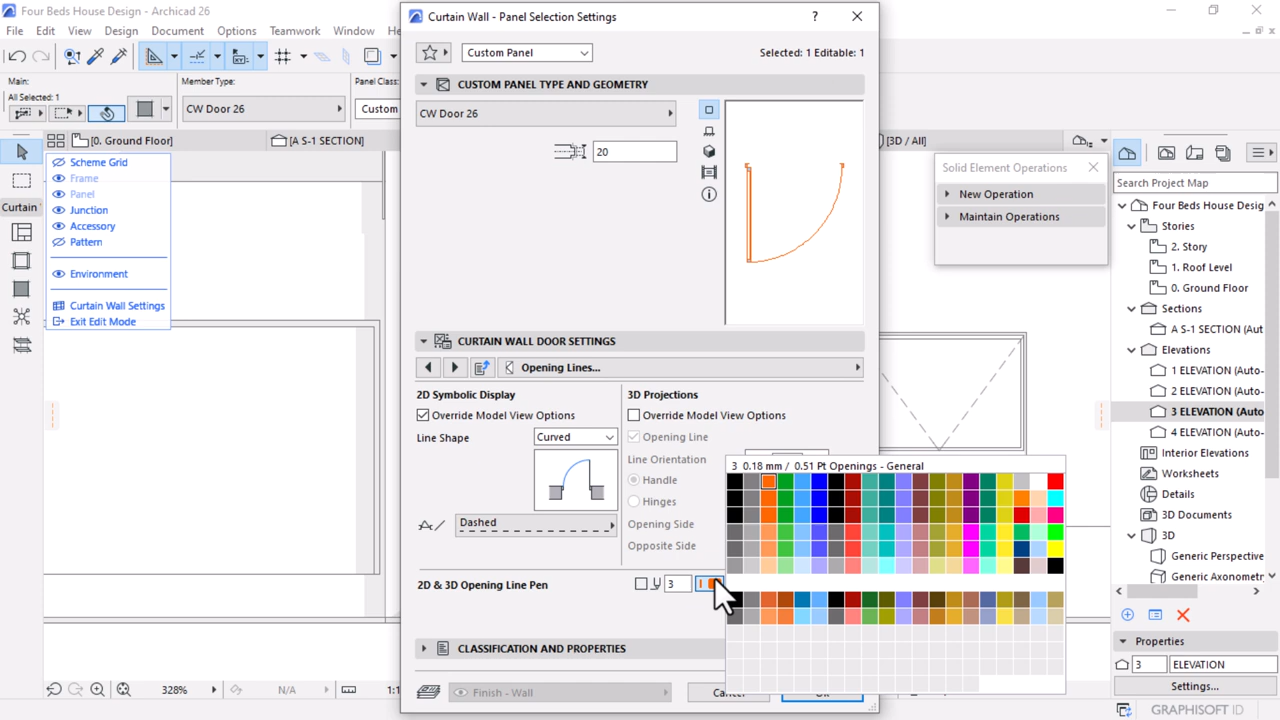 Four Beds House Design - Archicad 26
File Edit View Design Document Options Teamwork Window
Main:
All Selected: 1
Member Type:
CW Door 26
Panel Class:
Custom
[0. Ground Floor]
[A S-1 SECTION]
[3D / All]
Scheme Grid
Frame
Panel
Junction
Accessory
Pattern
Environment
Curtain Wall Settings
Exit Edit Mode
Curtain
Curtain Wall - Panel Selection Settings
?
Custom Panel
Selected: 1 Editable: 1
CUSTOM PANEL TYPE AND GEOMETRY
CW Door 26
20
CURTAIN WALL DOOR SETTINGS
Opening Lines...
2D Symbolic Display
Override Model View Options
Line Shape
Curved
Dashed
3D Projections
Override Model View Options
Opening Line
Line Orientation
Handle
Hinges
Opening Side
Opposite Side
2D & 3D Opening Line Pen
3
3 0.18 mm / 0.51 Pt Openings - General
CLASSIFICATION AND PROPERTIES
Finish - Wall
Cancel
OK
Solid Element Operations
New Operation
Maintain Operations
Search Project Map
Four Beds House Desig
Stories
2. Story
1. Roof Level
0. Ground Floor
Sections
A S-1 SECTION (Aut
Elevations
1 ELEVATION (Auto-
2 ELEVATION (Auto-
3 ELEVATION (Auto
4 ELEVATION (Auto-
Interior Elevations
Worksheets
Details
3D Documents
3D
Generic Perspective
Generic Axonometr
Properties
3
ELEVATION
Settings...
GRAPHISOFT ID
328%
N/A
1:1